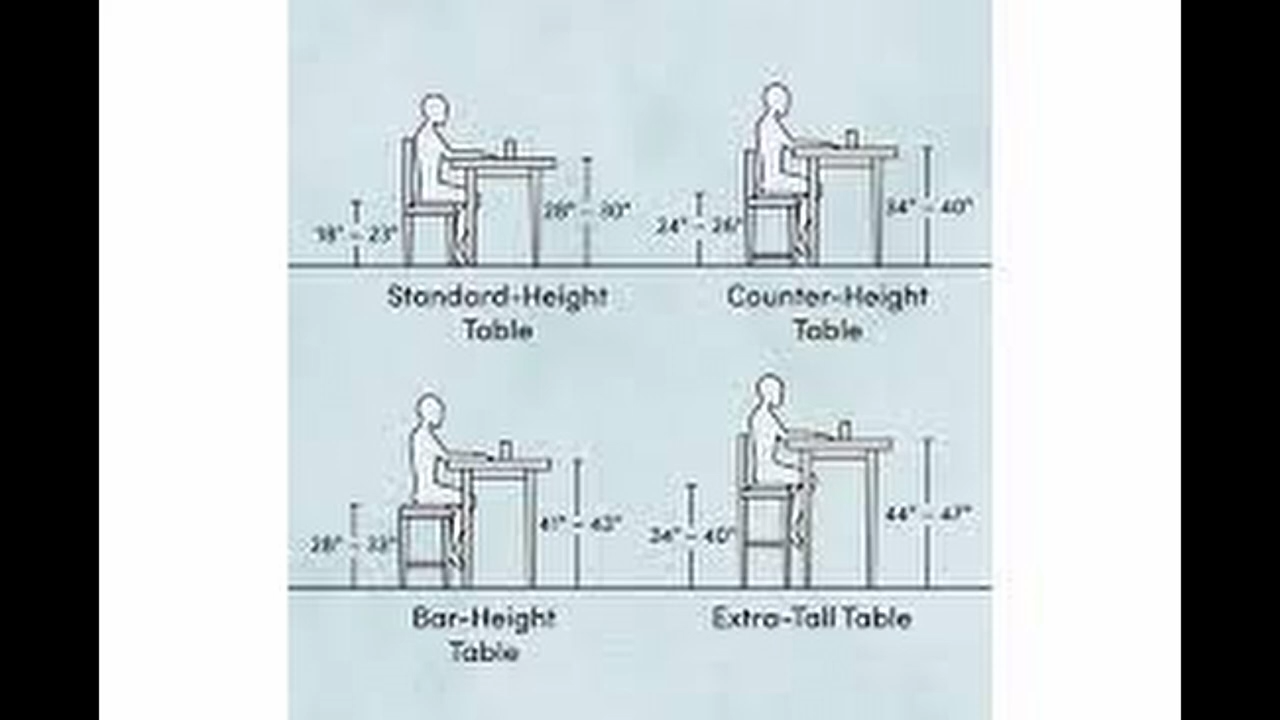 18" - 23"
28" - 30"
Standard-Height
Table
24" - 26"
34" - 40"
Counter-Height
Table
28" - 33"
41" - 43"
Bar-Height
Table
34" - 40"
44" - 47"
Extra-Tall Table